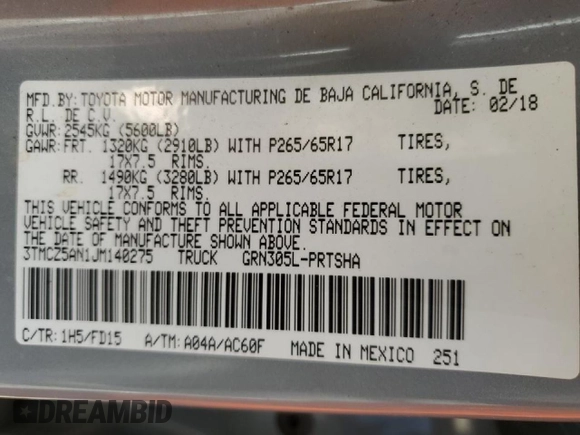 MFD.BY: TOYOTA MOTOR MANUFACTURING DE BAJA CALIFORNIA, S. DE
R.L. DE C.V. DATE: 02/18
GVWR: 2545KG (5600LB)
GAWR: FRT. 1320KG (2910LB) WITH P265/65R17 TIRES,
17X7.5 RIMS.
RR. 1490KG (3280LB) WITH P265/65R17 TIRES,
17X7.5 RIMS.
THIS VEHICLE CONFORMS TO ALL APPLICABLE FEDERAL MOTOR
VEHICLE SAFETY AND THEFT PREVENTION STANDARDS IN EFFECT ON
THE DATE OF MANUFACTURE SHOWN ABOVE.
3TMCZ5AN1JM140275 TRUCK GRN305L-PRTSHA
C/TR: 1H5/FD15 A/TM: A04A/AC60F MADE IN MEXICO 251
DREAMBID